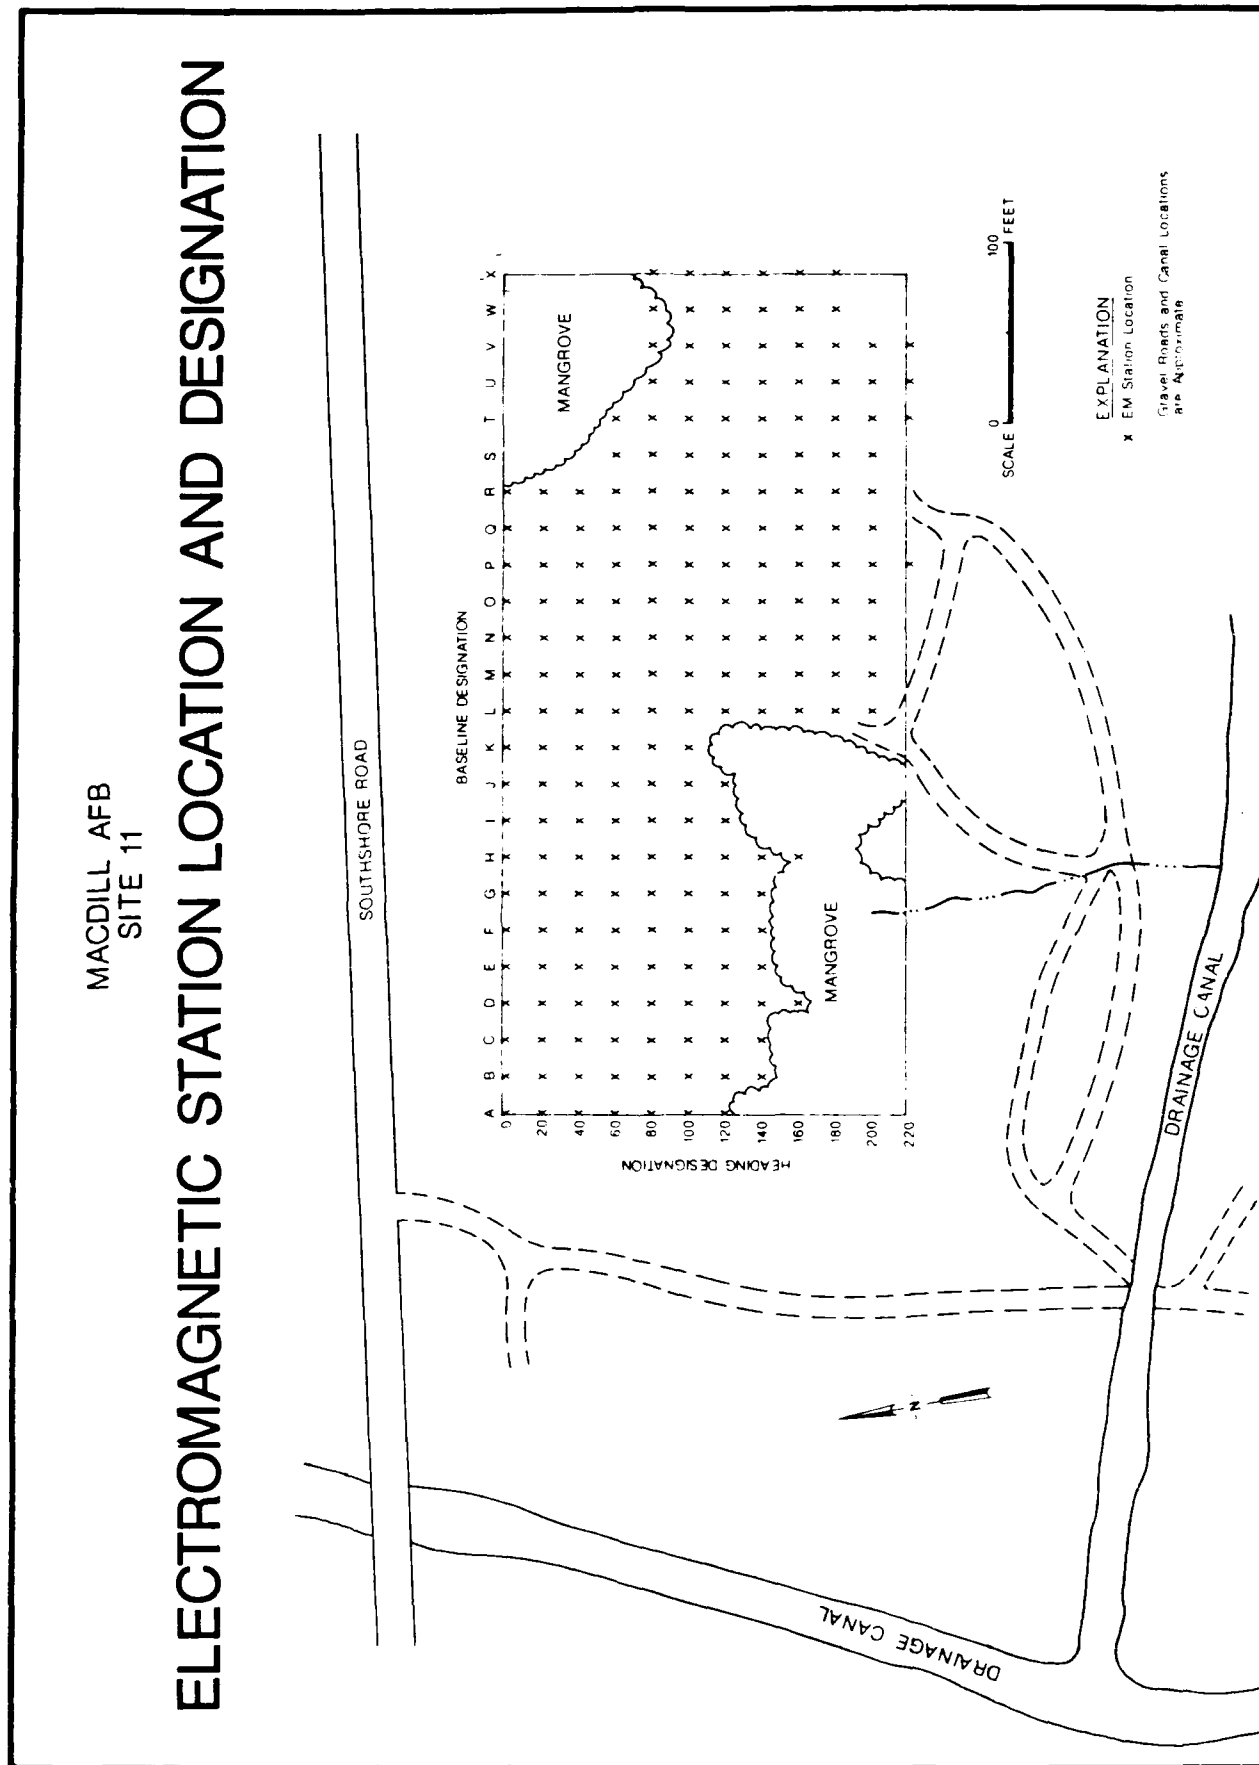 MACDILL AFB
SITE 11
ELECTROMAGNETIC STATION LOCATION AND DESIGNATION
SOUTHSHORE ROAD
BASELINE DESIGNATION
A B C D E F G H I J K L M N O P Q R S T U V W X
HEADING DESIGNATION
0
20
40
60
80
100
120
140
160
180
200
220
MANGROVE
MANGROVE
N
DRAINAGE CANAL
DRAINAGE CANAL
SCALE 0 100 FEET
EXPLANATION
x EM Station Location
Gravel Roads and Canal Locations
are Approximate